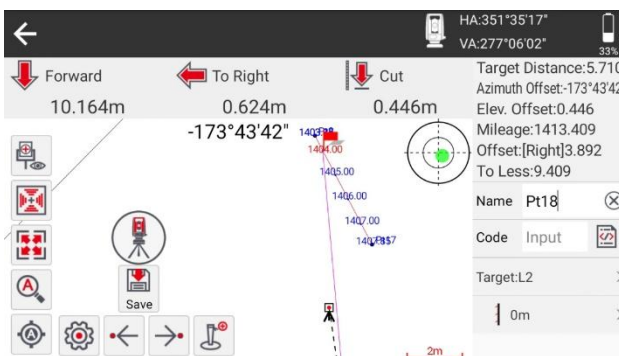 HA:351°35'17"
VA:277°06'02"
33%
Forward
10.164m
To Right
0.624m
Cut
0.446m
Target Distance:5.710
Azimuth Offset:-173°43'42
Elev. Offset:0.446
Mileage:1413.409
Offset:[Right]3.892
To Less:9.409
Name Pt18
Code Input
Target:L2
0m
-173°43'42"
1404.00
1405.00
1406.00
1407.00
Save
2m